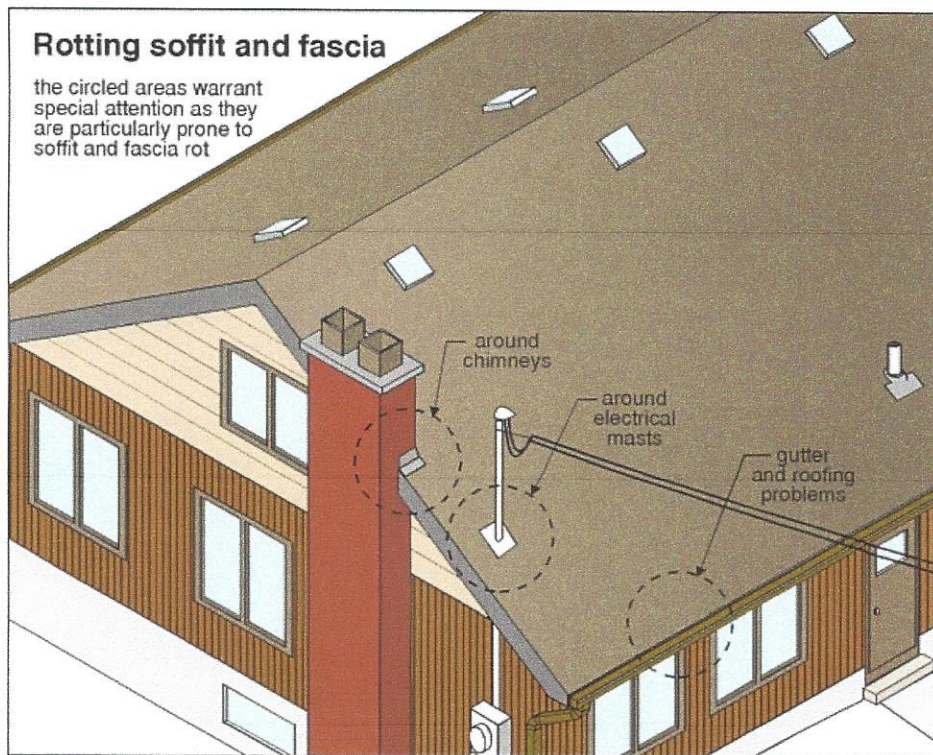 Rotting soffit and fascia
the circled areas warrant
special attention as they
are particularly prone to
soffit and fascia rot
around
chimneys
around
electrical
masts
gutter
and roofing
problems